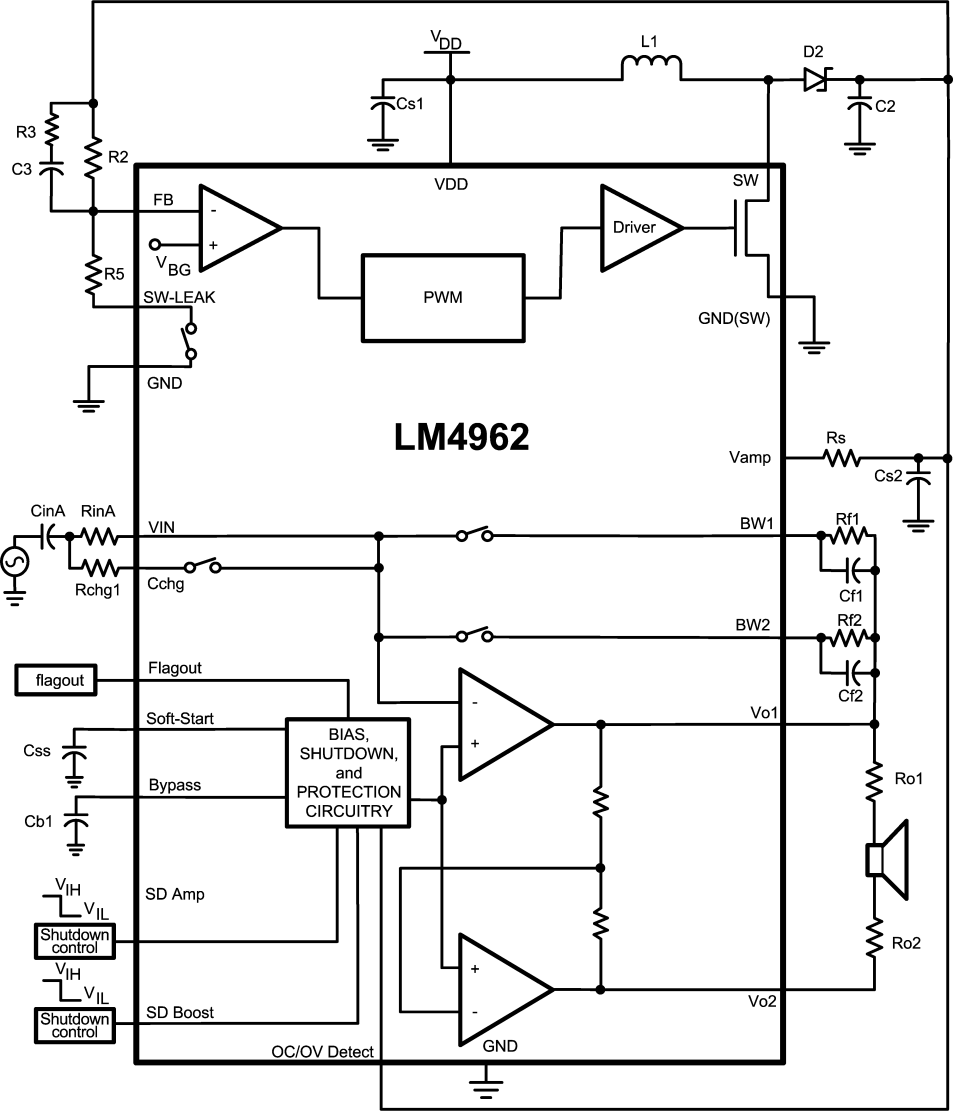 VDD
L1
D2
Cs1
C2
R3
C3
R2
VDD
SW
FB
-
+
VBG
Driver
PWM
R5
SW-LEAK
GND(SW)
GND
LM4962
Vamp
Rs
Cs2
CinA
RinA
VIN
BW1
Rf1
Rchg1
Cchg
Cf1
BW2
Rf2
Cf2
flagout
Flagout
Soft-Start
Css
BIAS,
SHUTDOWN,
and
PROTECTION
CIRCUITRY
-
+
Vo1
Bypass
Cb1
Ro1
VIH
VIL
SD Amp
Shutdown
control
Ro2
VIH
VIL
SD Boost
Shutdown
control
+
-
Vo2
GND
OC/OV Detect